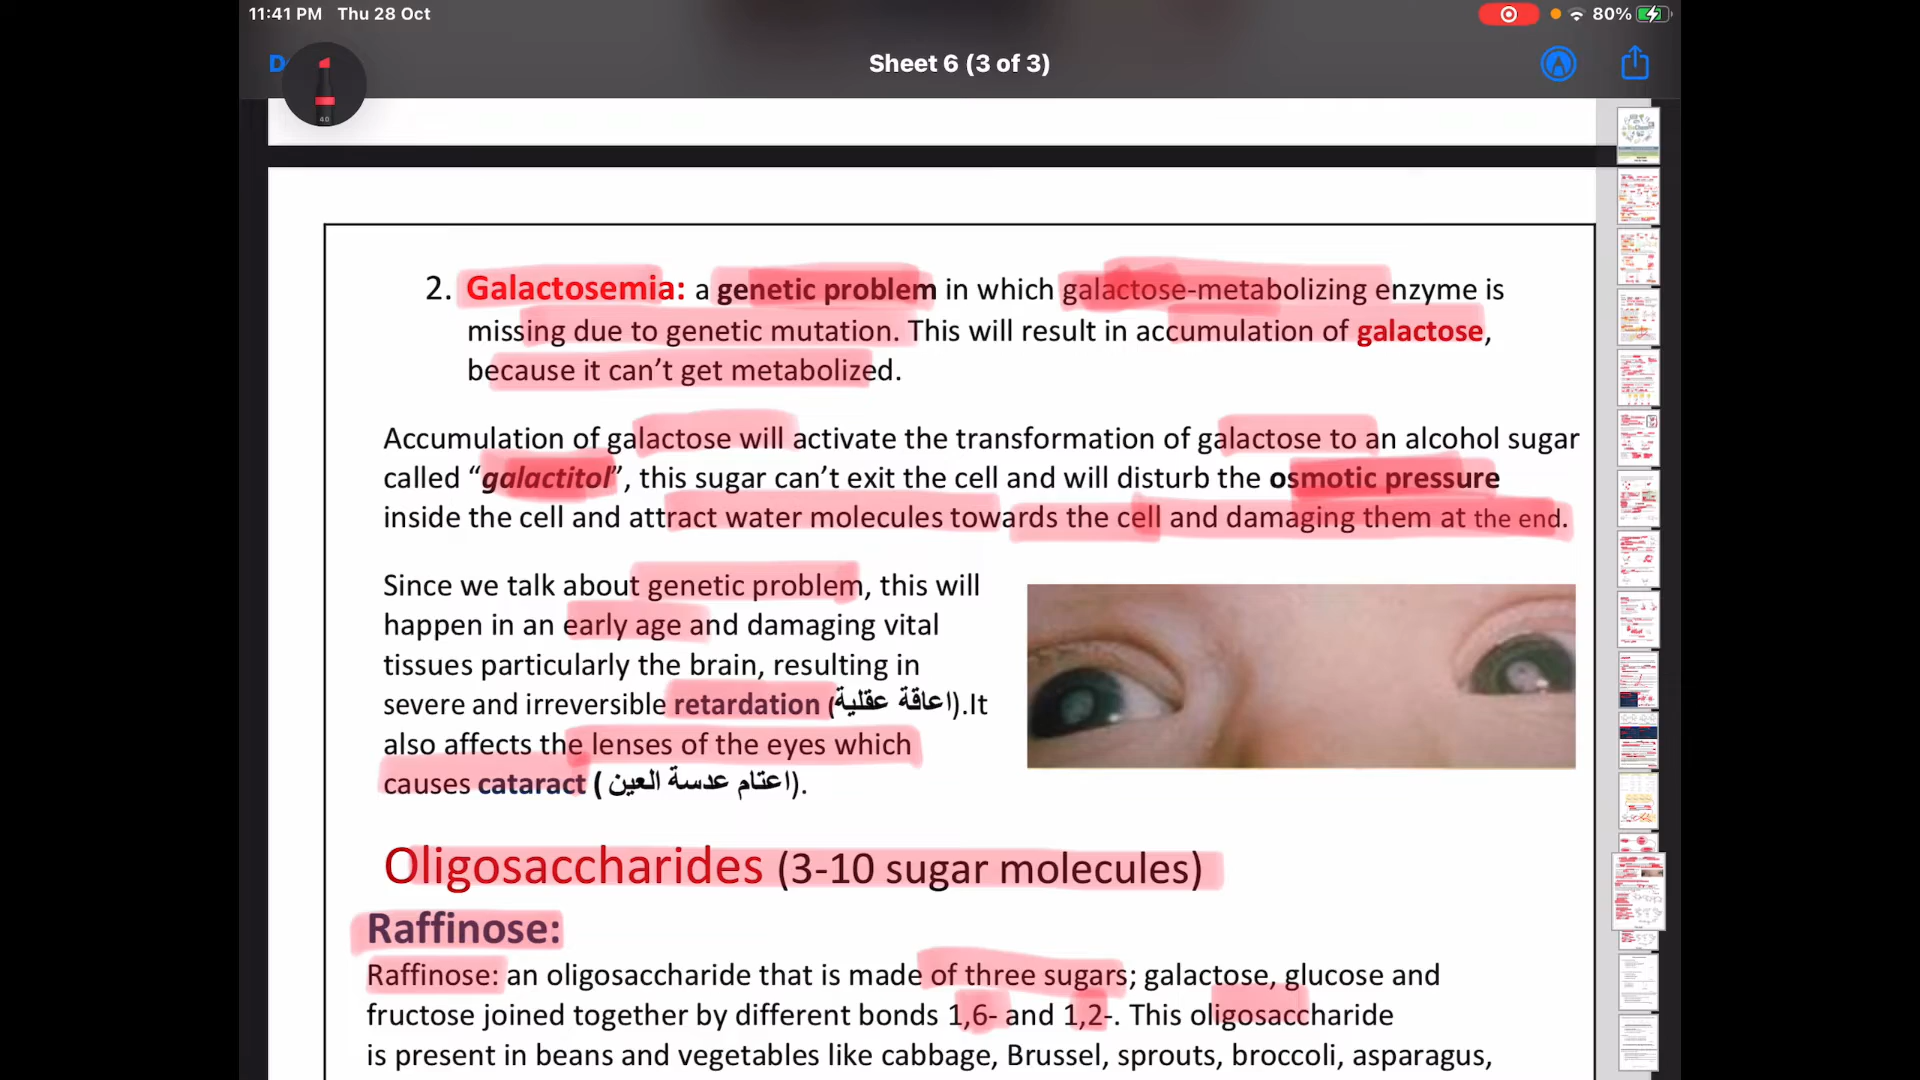 11:41 PM Thu 28 Oct
80%
Sheet 6 (3 of 3)
40
2. Galactosemia: a genetic problem in which galactose-metabolizing enzyme is
missing due to genetic mutation. This will result in accumulation of galactose,
because it can’t get metabolized.
Accumulation of galactose will activate the transformation of galactose to an alcohol sugar
called “galactitol”, this sugar can’t exit the cell and will disturb the osmotic pressure
inside the cell and attract water molecules towards the cell and damaging them at the end.
Since we talk about genetic problem, this will
happen in an early age and damaging vital
tissues particularly the brain, resulting in
severe and irreversible retardation (اعاقة عقلية).It
also affects the lenses of the eyes which
causes cataract (اعتام عدسة العين ).
Oligosaccharides (3-10 sugar molecules)
Raffinose:
Raffinose: an oligosaccharide that is made of three sugars; galactose, glucose and
fructose joined together by different bonds 1,6- and 1,2-. This oligosaccharide
is present in beans and vegetables like cabbage, Brussel, sprouts, broccoli, asparagus,